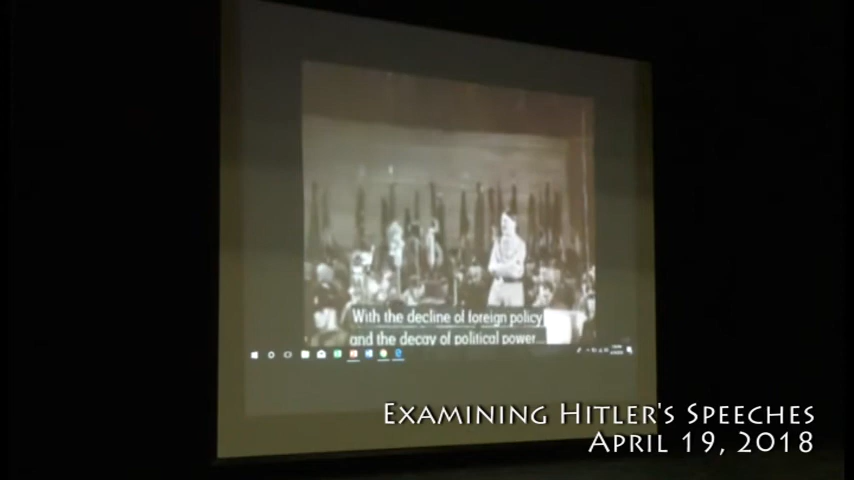 With the decline of foreign policy
and the decay of political power
Examining Hitler's Speeches
April 19, 2018